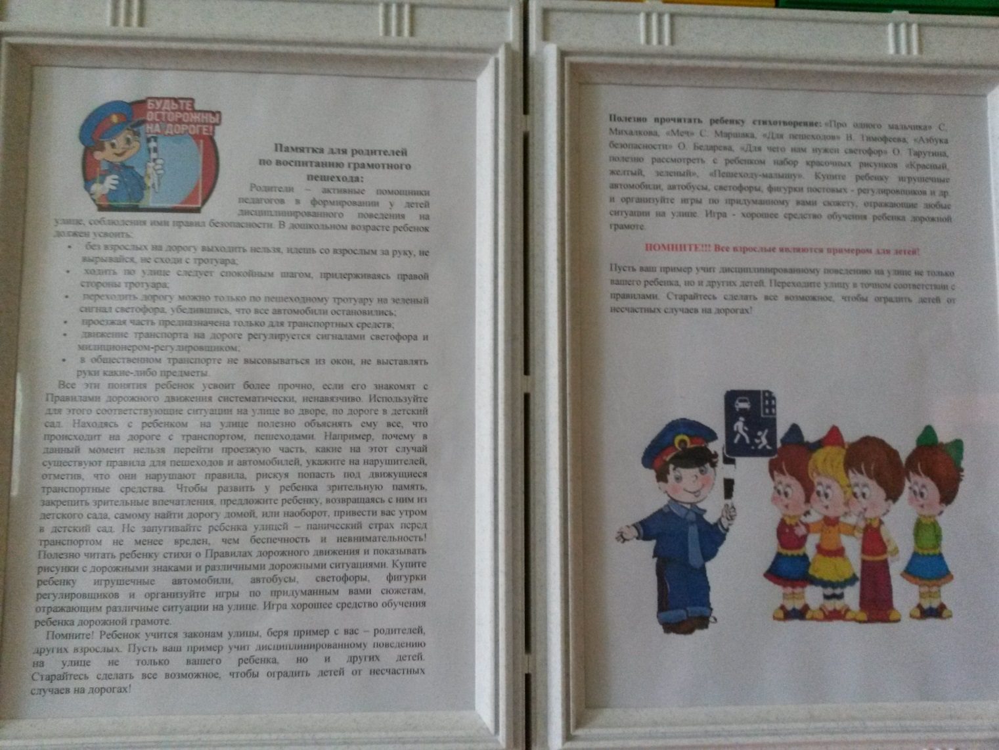 БУДЬТЕ
ОСТОРОЖНЫ
НА ДОРОГЕ!
Памятка для родителей
по воспитанию грамотного
пешехода:
Родители – активные помощники
педагогов в формировании у детей
дисциплинированного поведения на
улице, соблюдения ими правил безопасности. В дошкольном возрасте ребенок
должен усвоить:
• без взрослых на дорогу выходить нельзя, идешь со взрослым за руку, не
вырывайся, не сходи с тротуара;
• ходить по улице следует спокойным шагом, придерживаясь правой
стороны тротуара;
• переходить дорогу можно только по пешеходному тротуару на зеленый
сигнал светофора, убедившись, что все автомобили остановились;
• проезжая часть предназначена только для транспортных средств;
• движение транспорта на дороге регулируется сигналами светофора и
милиционером-регулировщиком;
• в общественном транспорте не высовываться из окон, не выставлять
руки какие-либо предметы.
Все эти понятия ребенок усвоит более прочно, если его знакомят с
Правилами дорожного движения систематически, ненавязчиво. Используйте
для этого соответствующие ситуации на улице во дворе, по дороге в детский
сад. Находясь с ребенком на улице полезно объяснять ему все, что
происходит на дороге с транспортом, пешеходами. Например, почему в
данный момент нельзя перейти проезжую часть, какие на этот случай
существуют правила для пешеходов и автомобилей, укажите на нарушителей,
отметив, что они нарушают правила, рискуя попасть под движущиеся
транспортные средства. Чтобы развить у ребенка зрительную память,
закрепить зрительные впечатления, предложите ребенку, возвращаясь с ним из
детского сада, самому найти дорогу домой, или наоборот, привести вас утром
в детский сад. Не запугивайте ребенка улицей – панический страх перед
транспортом не менее вреден, чем беспечность и невнимательность!
Полезно читать ребенку стихи о Правилах дорожного движения и показывать
рисунки с дорожными знаками и различными дорожными ситуациями. Купите
ребенку игрушечные автомобили, автобусы, светофоры, фигурки
регулировщиков и организуйте игры по придуманным вами сюжетам,
отражающим различные ситуации на улице. Игра хорошее средство обучения
ребенка дорожной грамоте.
Помните! Ребенок учится законам улицы, беря пример с вас – родителей,
других взрослых. Пусть ваш пример учит дисциплинированному поведению
на улице не только вашего ребенка, но и других детей.
Старайтесь сделать все возможное, чтобы оградить детей от несчастных
случаев на дорогах!
Полезно прочитать ребенку стихотворение: «Про одного мальчика» С.
Михалкова, «Меч» С. Маршака, «Для пешеходов» В. Тимофеева, «Азбука
безопасности» О. Бедарева, «Для чего нам нужен светофор» О. Тарутина,
полезно рассмотреть с ребенком набор красочных рисунков «Красный,
желтый, зеленый», «Пешеходу-малышу». Купите ребенку игрушечные
автомобили, автобусы, светофоры, фигурки постовых - регулировщиков и др.
и организуйте игры по придуманному вами сюжету, отражающие любые
ситуации на улице. Игра - хорошее средство обучения ребенка дорожной
грамоте.
ПОМНИТЕ!!! Все взрослые являются примером для детей!
Пусть ваш пример учит дисциплинированному поведению на улице не только
вашего ребенка, но и других детей. Переходите улицу в точном соответствии с
правилами. Старайтесь сделать все возможное, чтобы оградить детей от
несчастных случаев на дорогах!